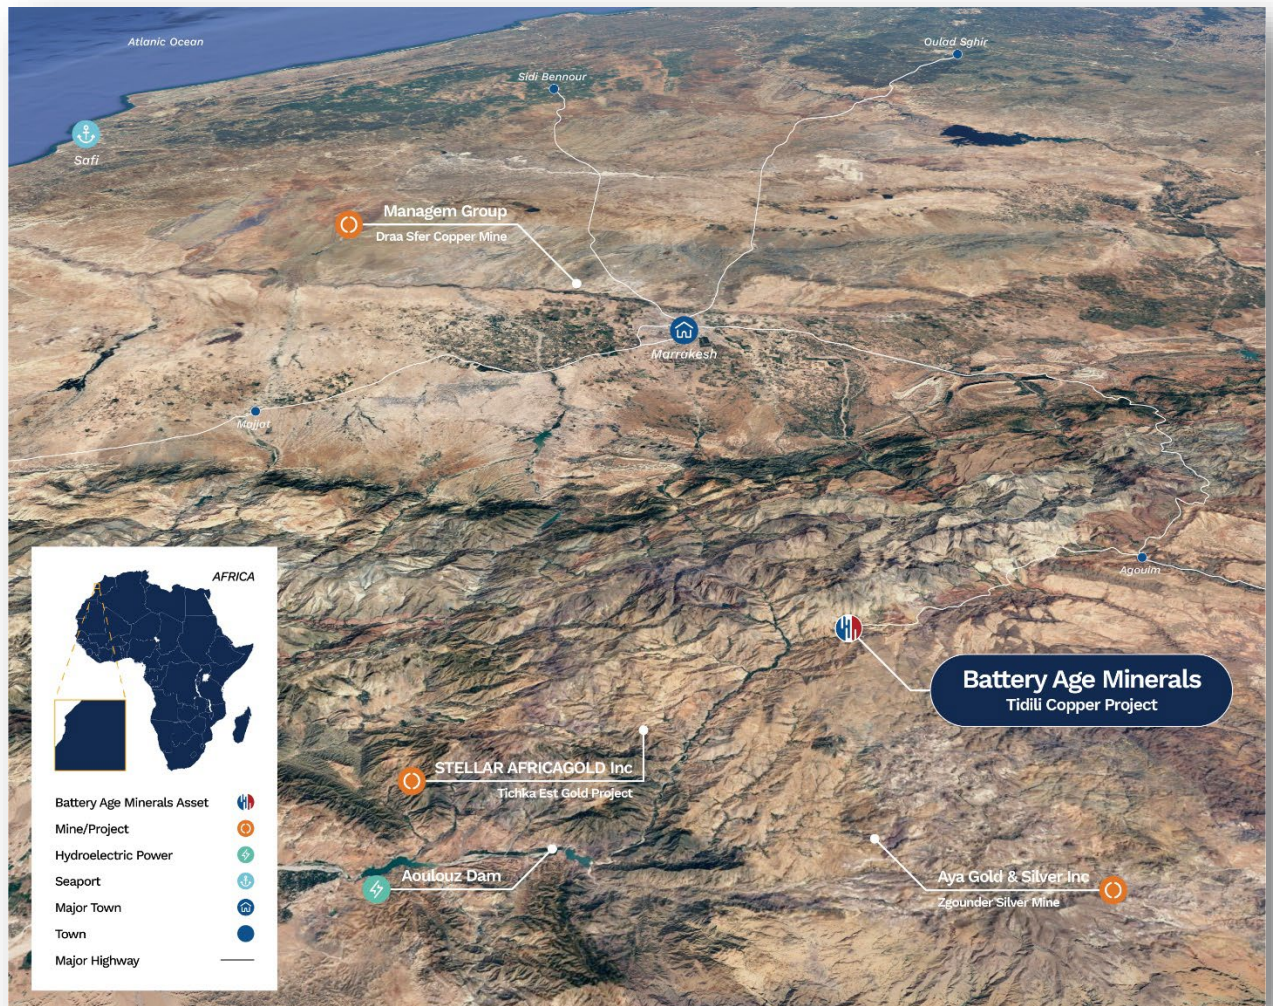 Atlanic Ocean
Oulad Sghir
Sidi Bennour
Safi
Managem Group
Draa Sfer Copper Mine
Marrakesh
Majjat
Agouim
AFRICA
Battery Age Minerals
Tidili Copper Project
STELLAR AFRICAGOLD Inc
Tichka Est Gold Project
Aoulouz Dam
Aya Gold & Silver Inc
Zgounder Silver Mine
Battery Age Minerals Asset
Mine/Project
Hydroelectric Power
Seaport
Major Town
Town
Major Highway